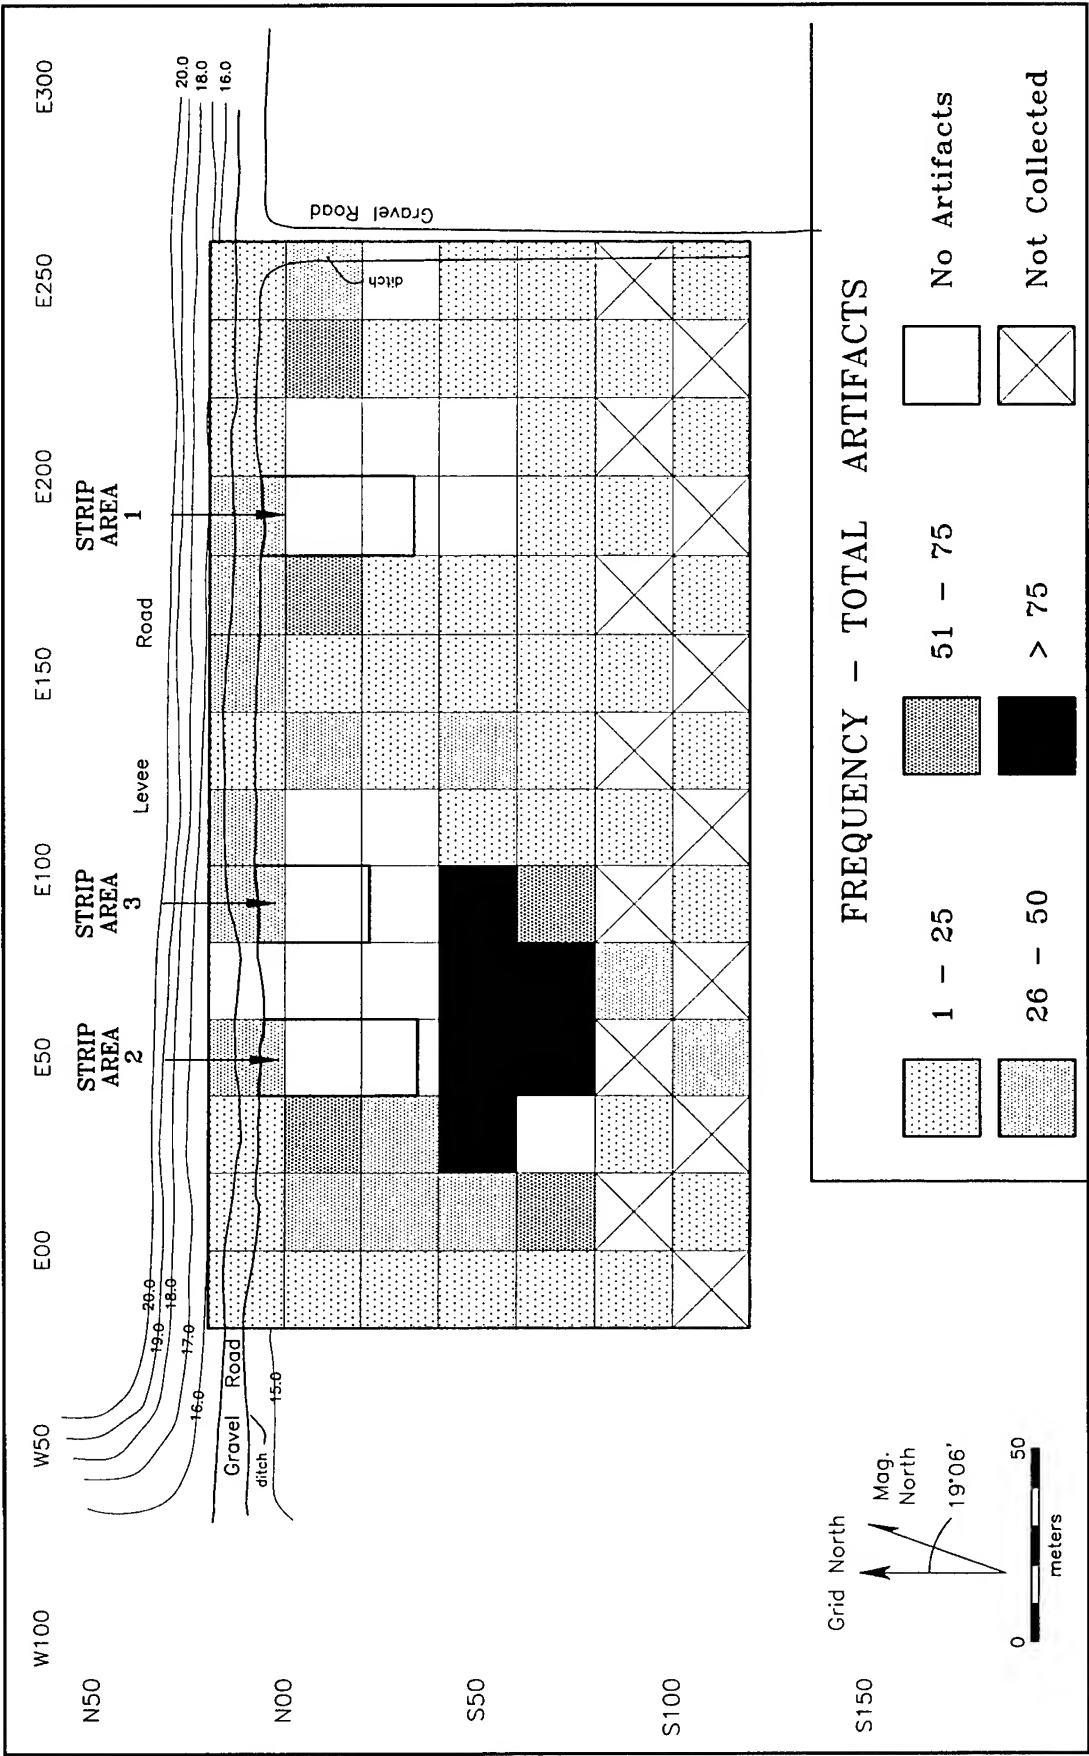 W100
W50
E00
E50
E100
E150
E200
E250
E300
N50
N00
S50
S100
S150
STRIP
AREA
2
STRIP
AREA
3
STRIP
AREA
1
Levee Road
20.0
19.0
18.0
17.0
16.0
15.0
20.0
18.0
16.0
Gravel Road
ditch
Gravel Road
ditch
Grid North
Mag.
North
19°06'
0 50
meters
FREQUENCY - TOTAL ARTIFACTS
1 - 25
51 - 75
No Artifacts
26 - 50
> 75
Not Collected